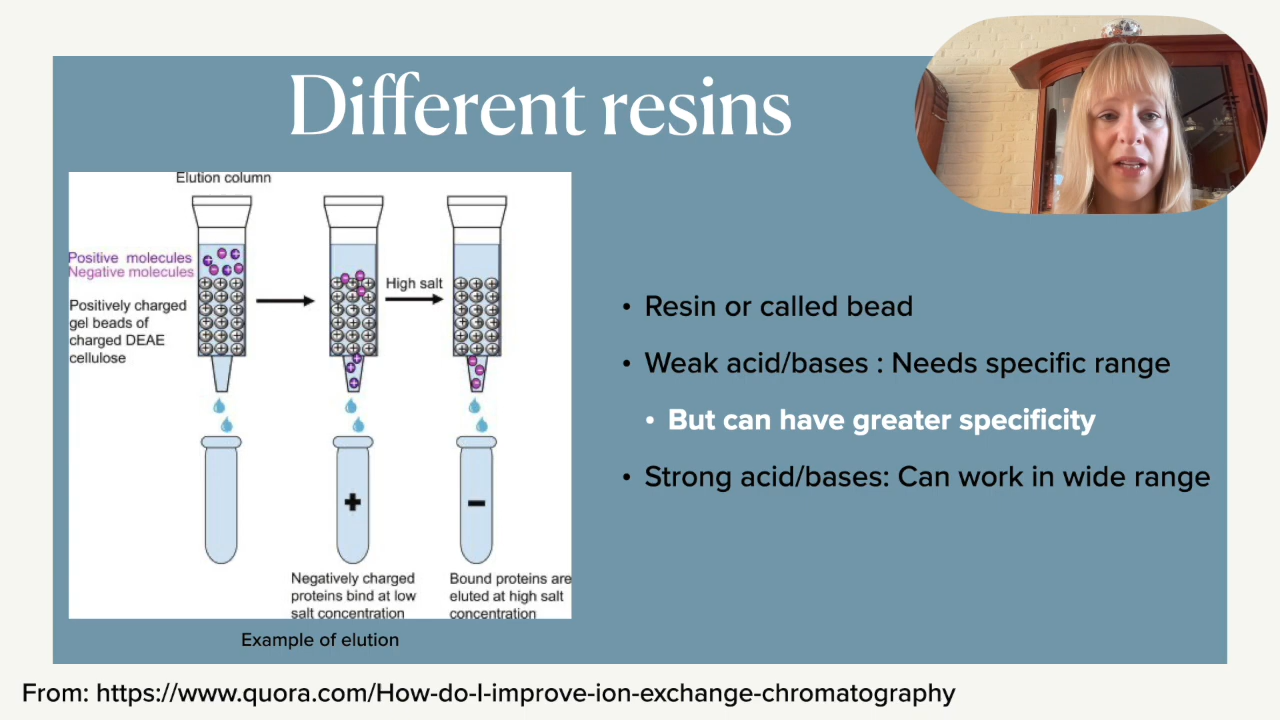 Different resins
Elution column
Positive molecules
Negative molecules
Positively charged
gel beads of
charged DEAE
cellulose
High salt
Negatively charged
proteins bind at low
salt concentration
Bound proteins are
eluted at high salt
concentration
Example of elution
• Resin or called bead
• Weak acid/bases : Needs specific range
• But can have greater specificity
• Strong acid/bases: Can work in wide range
From: https://www.quora.com/How-do-I-improve-ion-exchange-chromatography